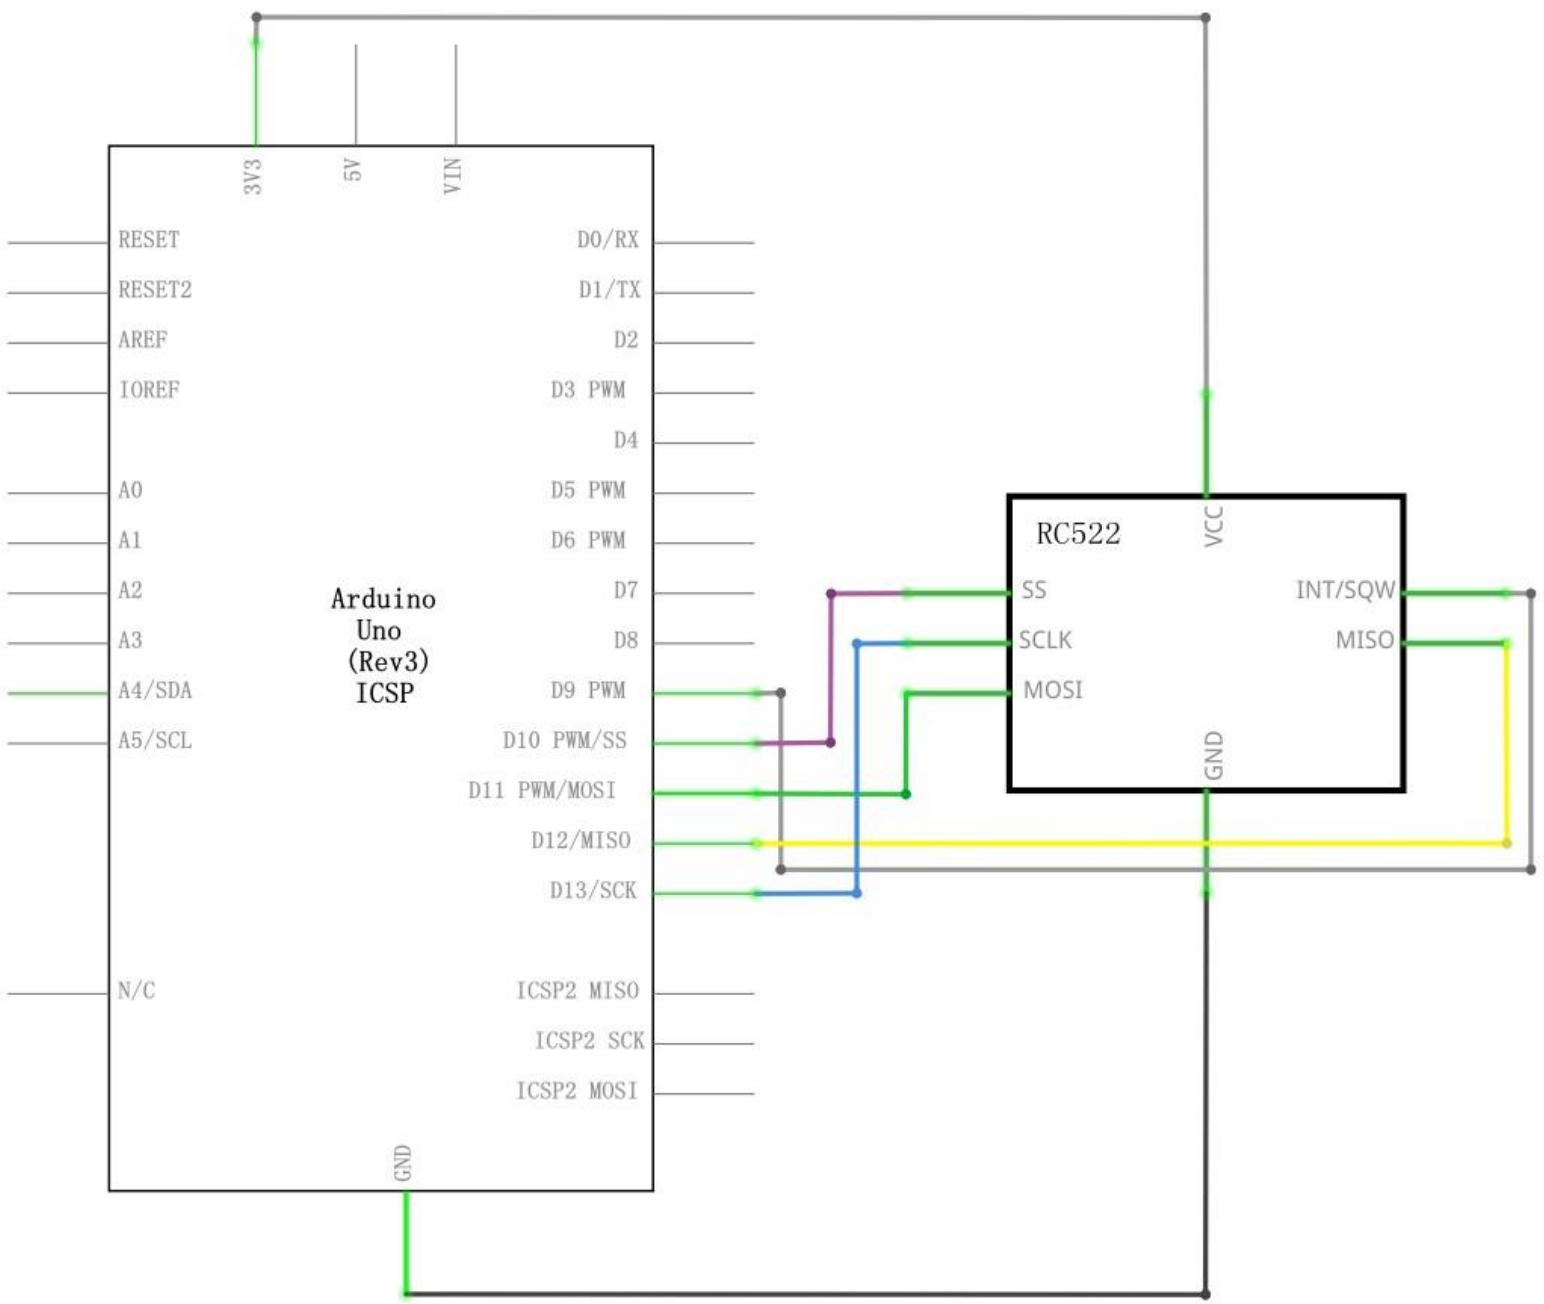 3V3
5V
VIN
RESET
RESET2
AREF
IOREF
A0
A1
A2
A3
A4/SDA
A5/SCL
N/C
Arduino
Uno
(Rev3)
ICSP
D0/RX
D1/TX
D2
D3 PWM
D4
D5 PWM
D6 PWM
D7
D8
D9 PWM
D10 PWM/SS
D11 PWM/MOSI
D12/MISO
D13/SCK
ICSP2 MISO
ICSP2 SCK
ICSP2 MOSI
GND
RC522
VCC
SS
SCLK
MOSI
INT/SQW
MISO
GND